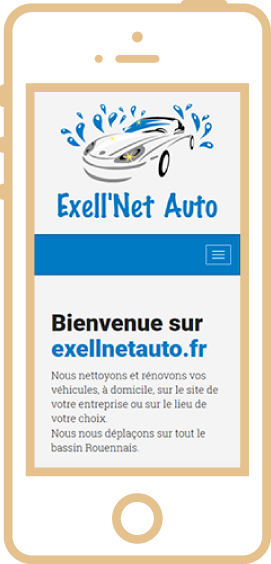 Exell'Net Auto
Bienvenue sur
exellnetauto.fr
Nous nettoyons et rénovons vos
véhicules, à domicile, sur le site de
votre entreprise ou sur le lieu de
votre choix.
Nous nous déplaçons sur tout le
bassin Rouennais.